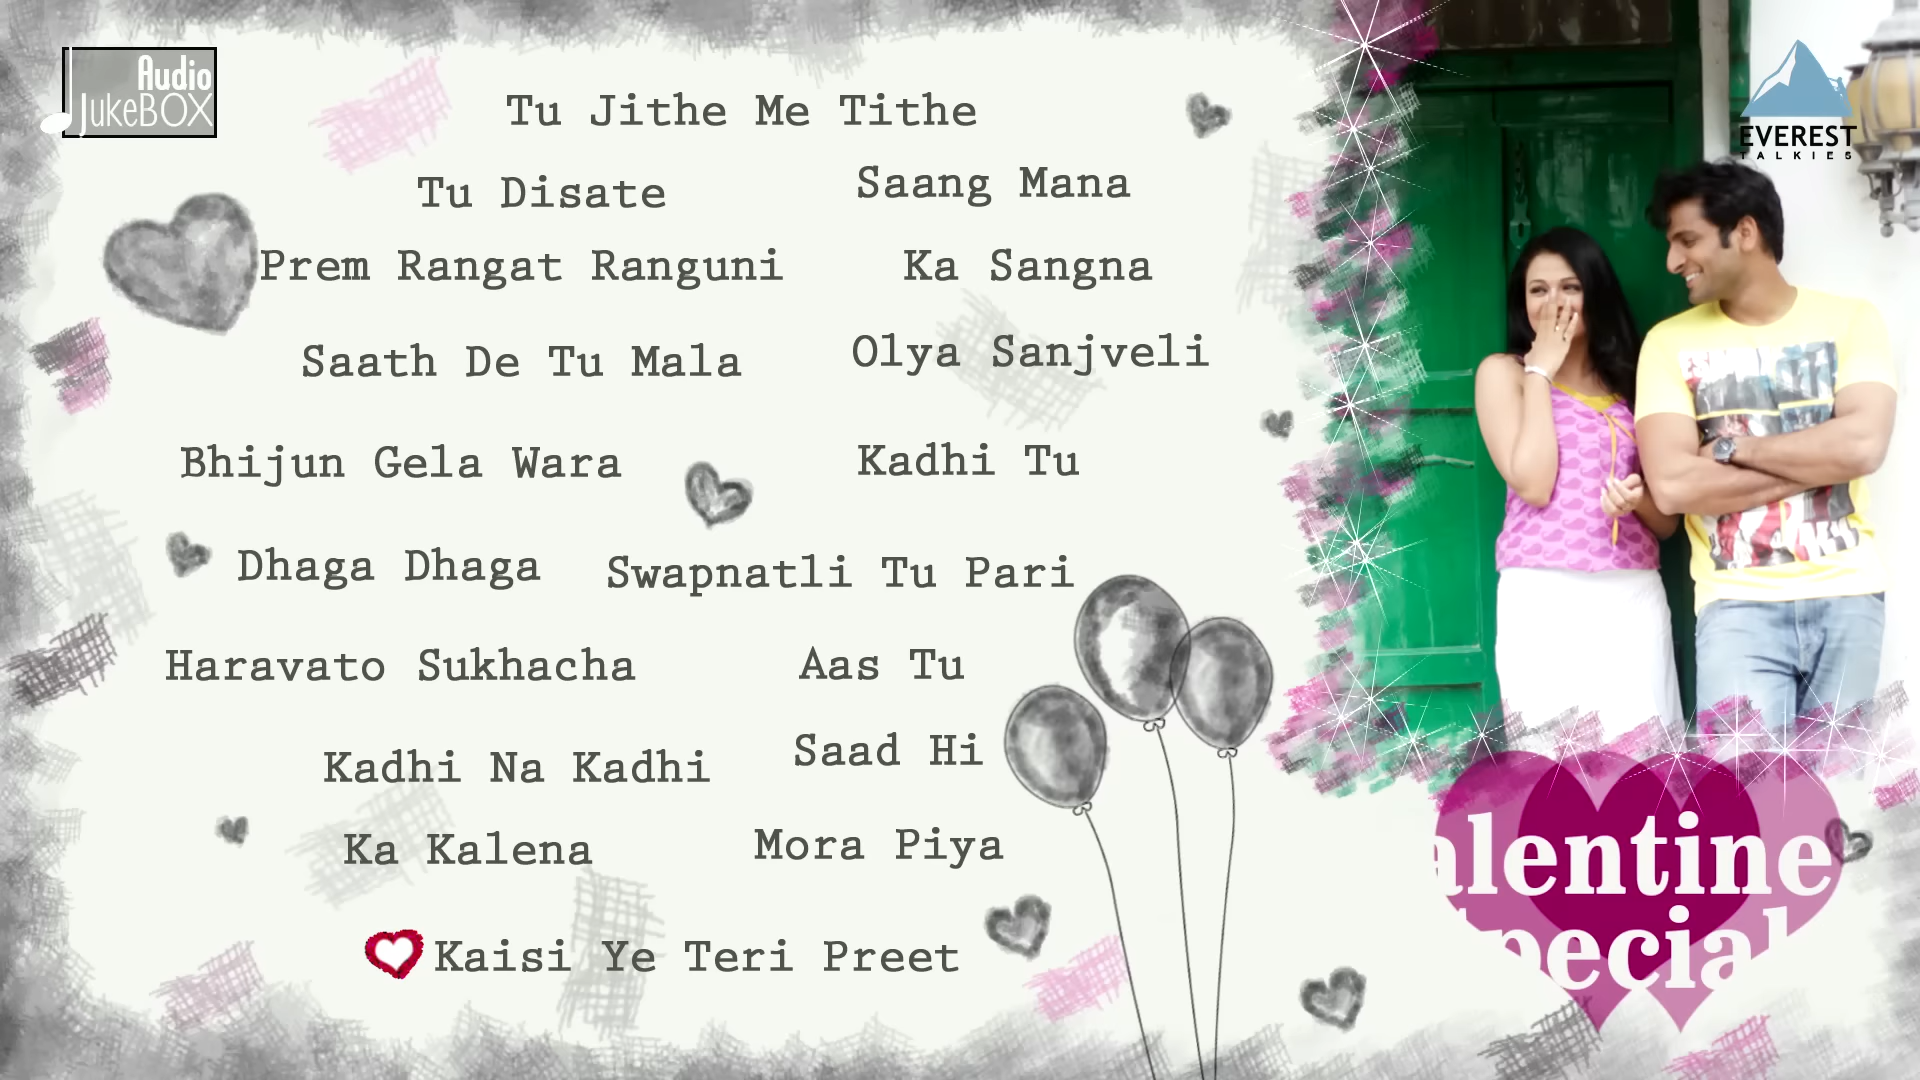 Audio
JukeBOX
EVEREST
TALKIES
Tu Jithe Me Tithe
Tu Disate
Saang Mana
Prem Rangat Ranguni
Ka Sangna
Saath De Tu Mala
Olya Sanjveli
Bhijun Gela Wara
Kadhi Tu
Dhaga Dhaga
Swapnatli Tu Pari
Haravato Sukhacha
Aas Tu
Kadhi Na Kadhi
Saad Hi
Ka Kalena
Mora Piya
Kaisi Ye Teri Preet
alentine
pecial